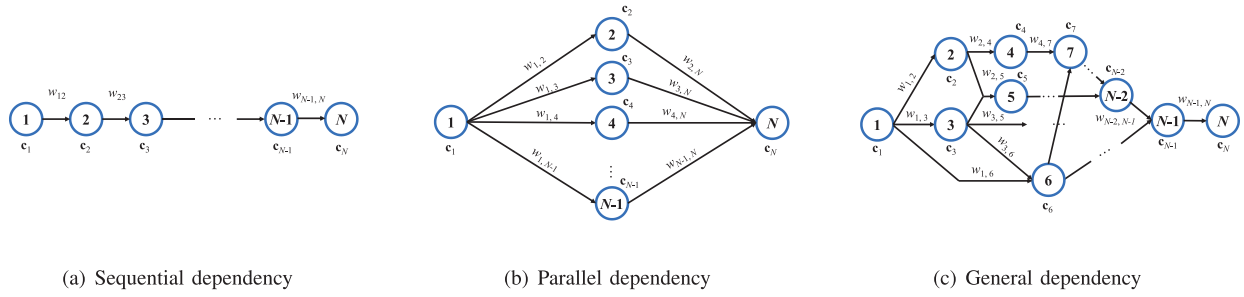 w12 w23 wN-1, N
1 2 3 ... N-1 N
c1 c2 c3 cN-1 cN
(a) Sequential dependency
c2
2
w1, 2 w2, N
c3
3
w1, 3 w3, N
c4
1 w1, 4 4 w4, N N
c1 cN
w1, N-1 wN-1, N
⋮
cN-1
N-1
(b) Parallel dependency
c4 c7
2 w2, 4 4 w4, 7 7
w1, 2 c2 w2, 5 c5 ... cN-2
5 ... N-2
wN-2, N-1 wN-1, N
1 w1, 3 3 w3, 5 ... N-1 N
c1 c3 cN-1 cN
w3, 6
w1, 6 6 ...
c6
(c) General dependency